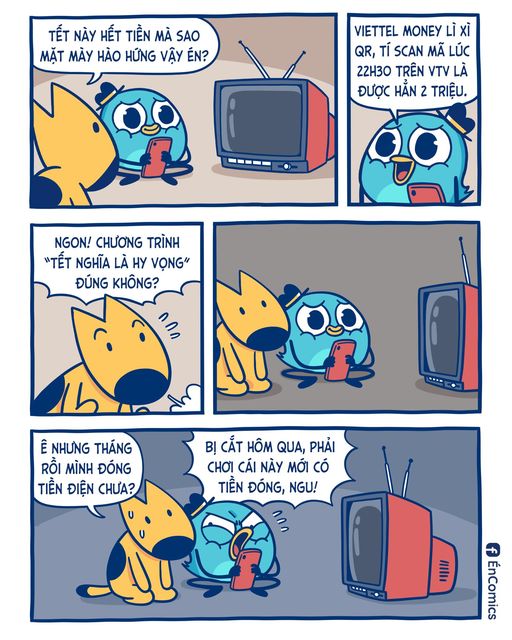 TẾT NÀY HẾT TIỀN MÀ SAO
MẶT MÀY HÀO HỨNG VẬY ÉN?
VIETTEL MONEY LÌ XÌ
QR, TÍ SCAN MÃ LÚC
22H30 TRÊN VTV LÀ
ĐƯỢC HẲN 2 TRIỆU.
NGON! CHƯƠNG TRÌNH
"TẾT NGHĨA LÀ HY VỌNG"
ĐÚNG KHÔNG?
Ê NHƯNG THÁNG
RỒI MÌNH ĐÓNG
TIỀN ĐIỆN CHƯA?
BỊ CẮT HÔM QUA, PHẢI
CHƠI CÁI NÀY MỚI CÓ
TIỀN ĐÓNG, NGU!
ÉnComics